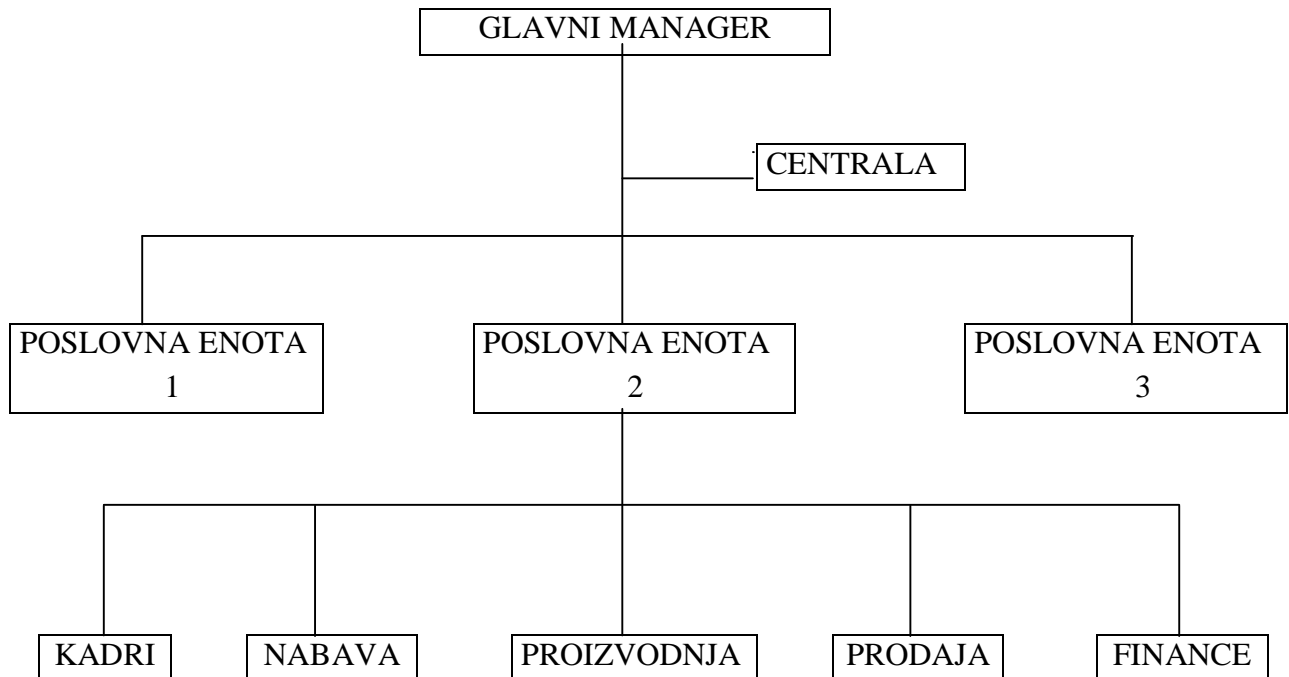 GLAVNI MANAGER
CENTRALA
POSLOVNA ENOTA
1
POSLOVNA ENOTA
2
POSLOVNA ENOTA
3
KADRI
NABAVA
PROIZVODNJA
PRODAJA
FINANCE